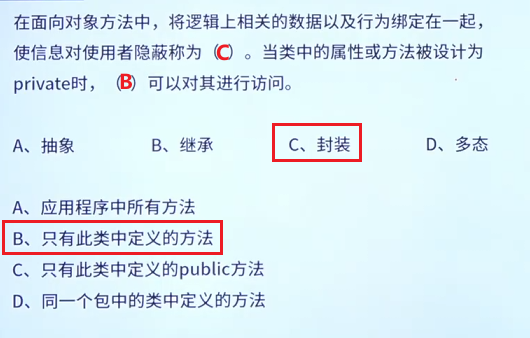 在面向对象方法中，将逻辑上相关的数据以及行为绑定在一起，
使信息对使用者隐蔽称为（C）。当类中的属性或方法被设计为
private时，（B）可以对其进行访问。
A、抽象 B、继承 C、封装 D、多态
A、应用程序中所有方法
B、只有此类中定义的方法
C、只有此类中定义的public方法
D、同一个包中的类中定义的方法